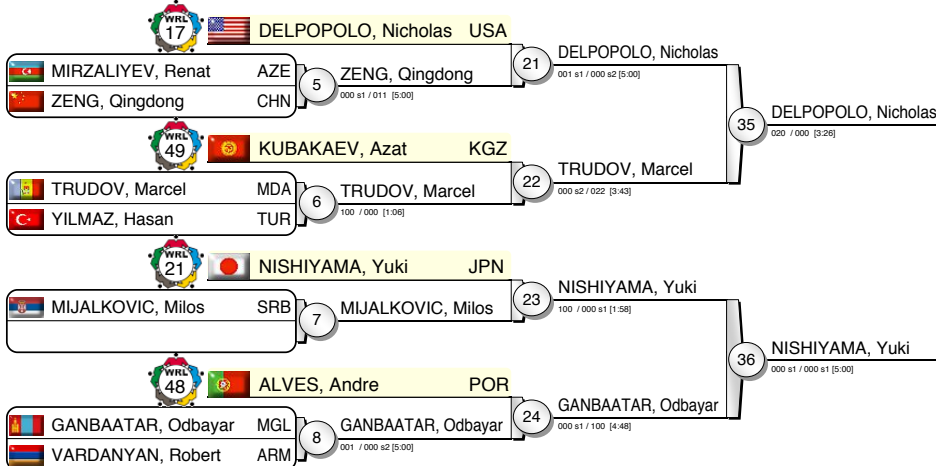 WRL 17 DELPOPOLO, Nicholas USA
21 DELPOPOLO, Nicholas
001 s1 / 000 s2 [5:00]
MIRZALIYEV, Renat AZE
5 ZENG, Qingdong
000 s1 / 011 [5:00]
ZENG, Qingdong CHN
35 DELPOPOLO, Nicholas
020 / 000 [3:26]
WRL 49 KUBAKAEV, Azat KGZ
22 TRUDOV, Marcel
000 s2 / 022 [3:43]
TRUDOV, Marcel MDA
6 TRUDOV, Marcel
100 / 000 [1:06]
YILMAZ, Hasan TUR
WRL 21 NISHIYAMA, Yuki JPN
23 NISHIYAMA, Yuki
100 / 000 s1 [1:58]
MIJALKOVIC, Milos SRB
7 MIJALKOVIC, Milos
36 NISHIYAMA, Yuki
000 s1 / 000 s1 [5:00]
WRL 48 ALVES, Andre POR
24 GANBAATAR, Odbayar
000 s1 / 100 [4:48]
GANBAATAR, Odbayar MGL
8 GANBAATAR, Odbayar
001 / 000 s2 [5:00]
VARDANYAN, Robert ARM